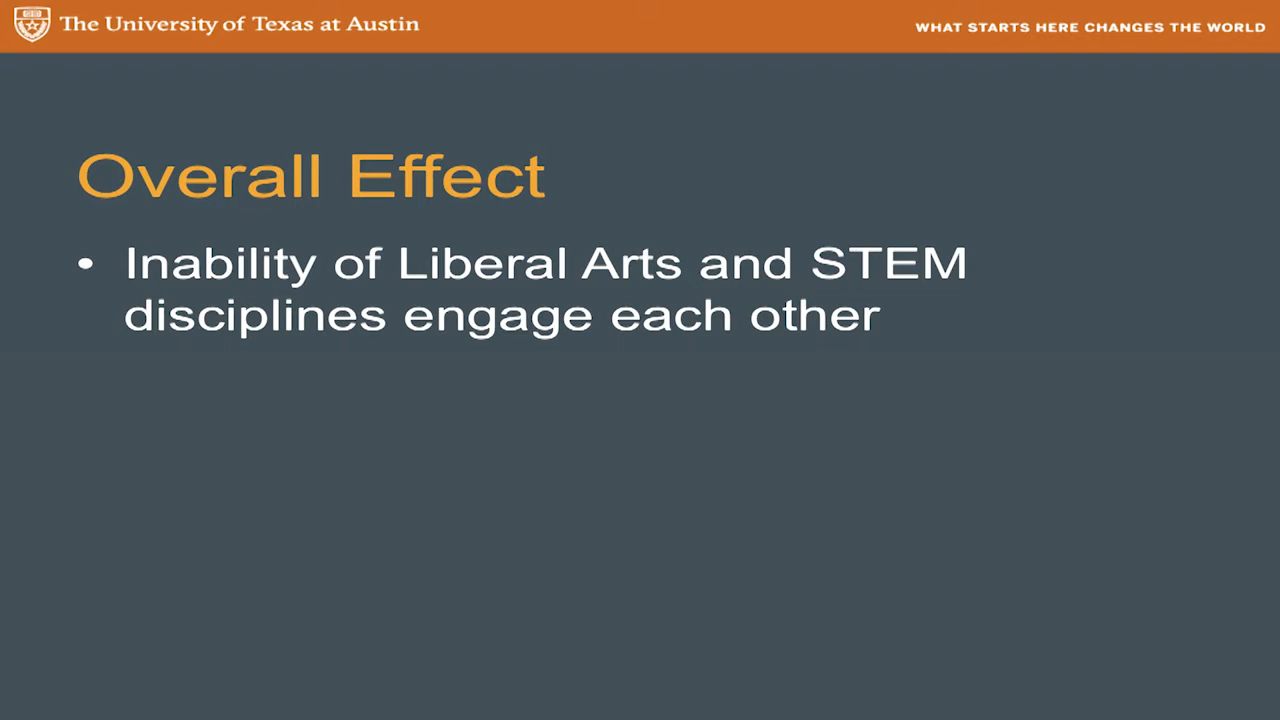 The University of Texas at Austin
WHAT STARTS HERE CHANGES THE WORLD
Overall Effect
• Inability of Liberal Arts and STEM
disciplines engage each other